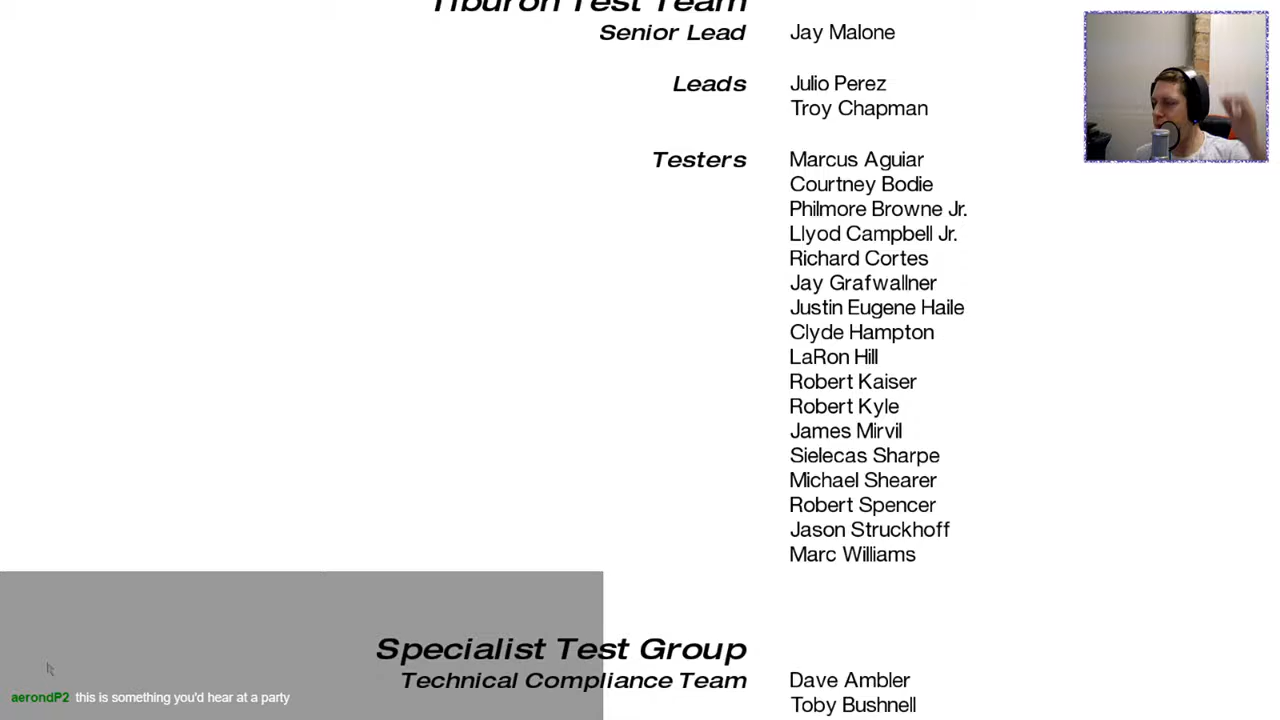 Tiburon Test Team
Senior Lead Jay Malone
Leads Julio Perez
Troy Chapman
Testers Marcus Aguiar
Courtney Bodie
Philmore Browne Jr.
Llyod Campbell Jr.
Richard Cortes
Jay Grafwallner
Justin Eugene Haile
Clyde Hampton
LaRon Hill
Robert Kaiser
Robert Kyle
James Mirvil
Sielecas Sharpe
Michael Shearer
Robert Spencer
Jason Struckhoff
Marc Williams
Specialist Test Group
Technical Compliance Team Dave Ambler
aerondP2 this is something you'd hear at a party
Toby Bushnell